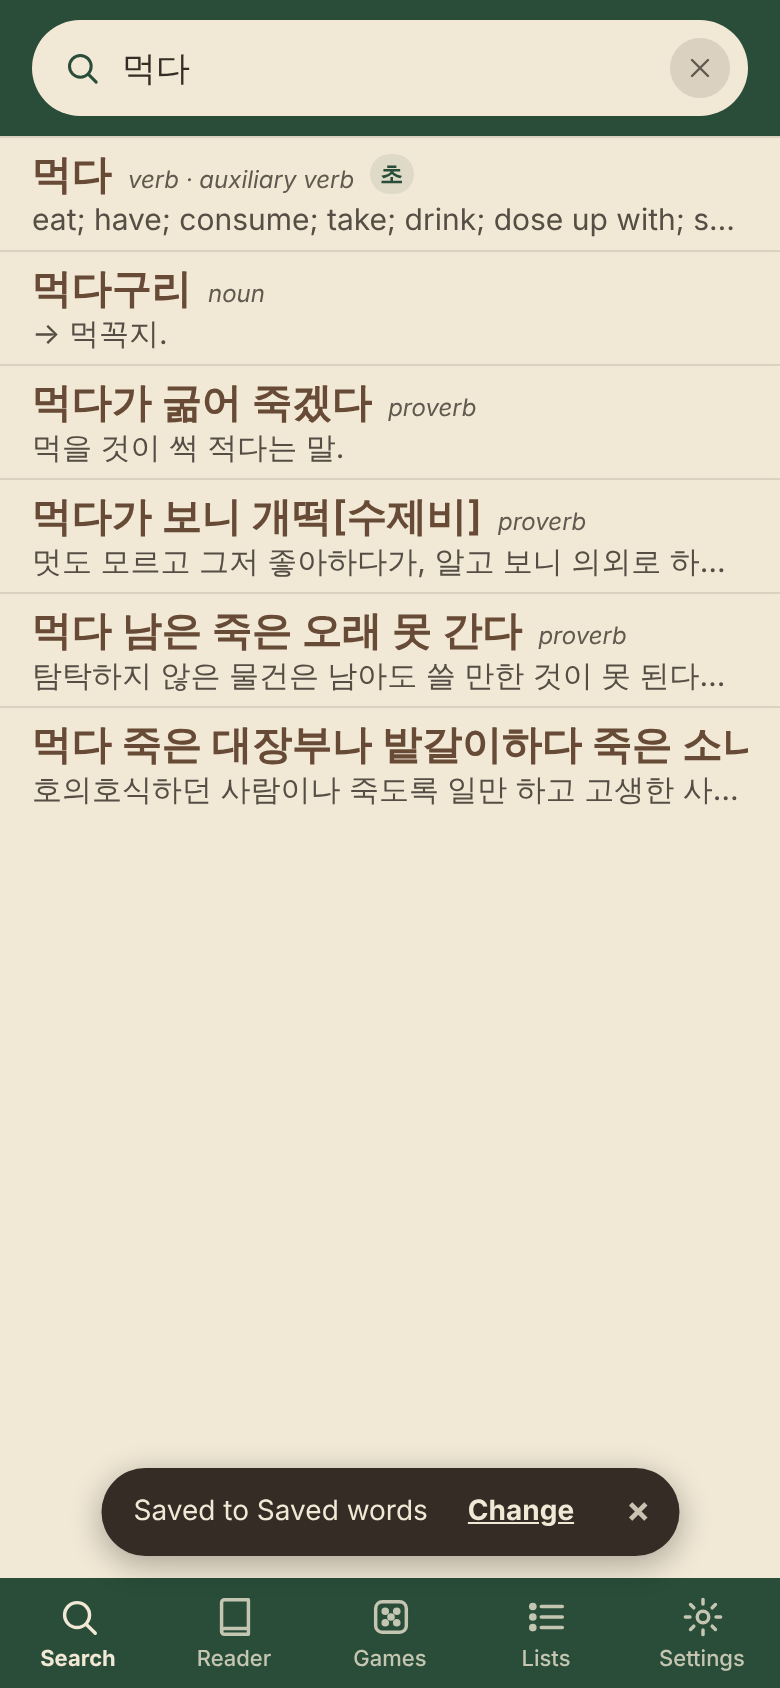 먹다
먹다 verb · auxiliary verb 초
eat; have; consume; take; drink; dose up with; s...
먹다구리 noun
→ 먹꼭지.
먹다가 굶어 죽겠다 proverb
먹을 것이 썩 적다는 말.
먹다가 보니 개떡[수제비] proverb
멋도 모르고 그저 좋아하다가, 알고 보니 의외로 하...
먹다 남은 죽은 오래 못 간다 proverb
탐탁하지 않은 물건은 남아도 쓸 만한 것이 못 된다...
먹다 죽은 대장부나 밭갈이하다 죽은 소나
호의호식하던 사람이나 죽도록 일만 하고 고생한 사...
Saved to Saved words Change ×
Search Reader Games Lists Settings